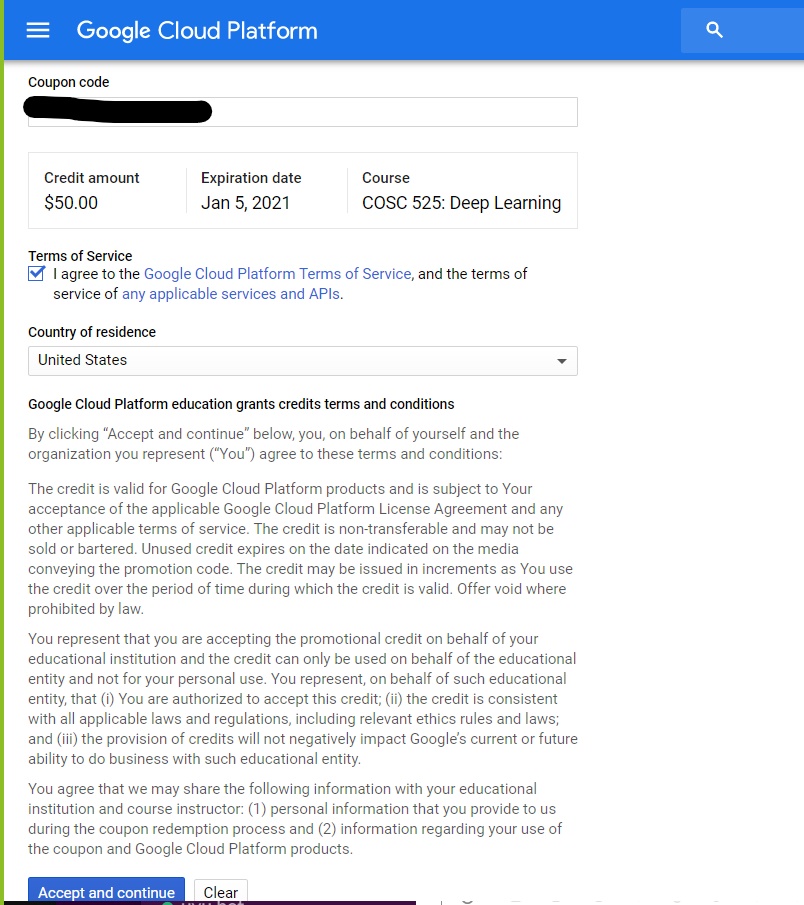 Google Cloud Platform
Coupon code
Credit amount
$50.00
Expiration date
Jan 5, 2021
Course
COSC 525: Deep Learning
Terms of Service
I agree to the Google Cloud Platform Terms of Service, and the terms of
service of any applicable services and APIs.
Country of residence
United States
Google Cloud Platform education grants credits terms and conditions
By clicking “Accept and continue” below, you, on behalf of yourself and the
organization you represent (“You”) agree to these terms and conditions:
The credit is valid for Google Cloud Platform products and is subject to Your
acceptance of the applicable Google Cloud Platform License Agreement and any
other applicable terms of service. The credit is non-transferable and may not be
sold or bartered. Unused credit expires on the date indicated on the media
conveying the promotion code. The credit may be issued in increments as You use
the credit over the period of time during which the credit is valid. Offer void where
prohibited by law.
You represent that you are accepting the promotional credit on behalf of your
educational institution and the credit can only be used on behalf of the educational
entity and not for your personal use. You represent, on behalf of such educational
entity, that (i) You are authorized to accept this credit; (ii) the credit is consistent
with all applicable laws and regulations, including relevant ethics rules and laws;
and (iii) the provision of credits will not negatively impact Google's current or future
ability to do business with such educational entity.
You agree that we may share the following information with your educational
institution and course instructor: (1) personal information that you provide to us
during the coupon redemption process and (2) information regarding your use of
the coupon and Google Cloud Platform products.
Accept and continue
Clear